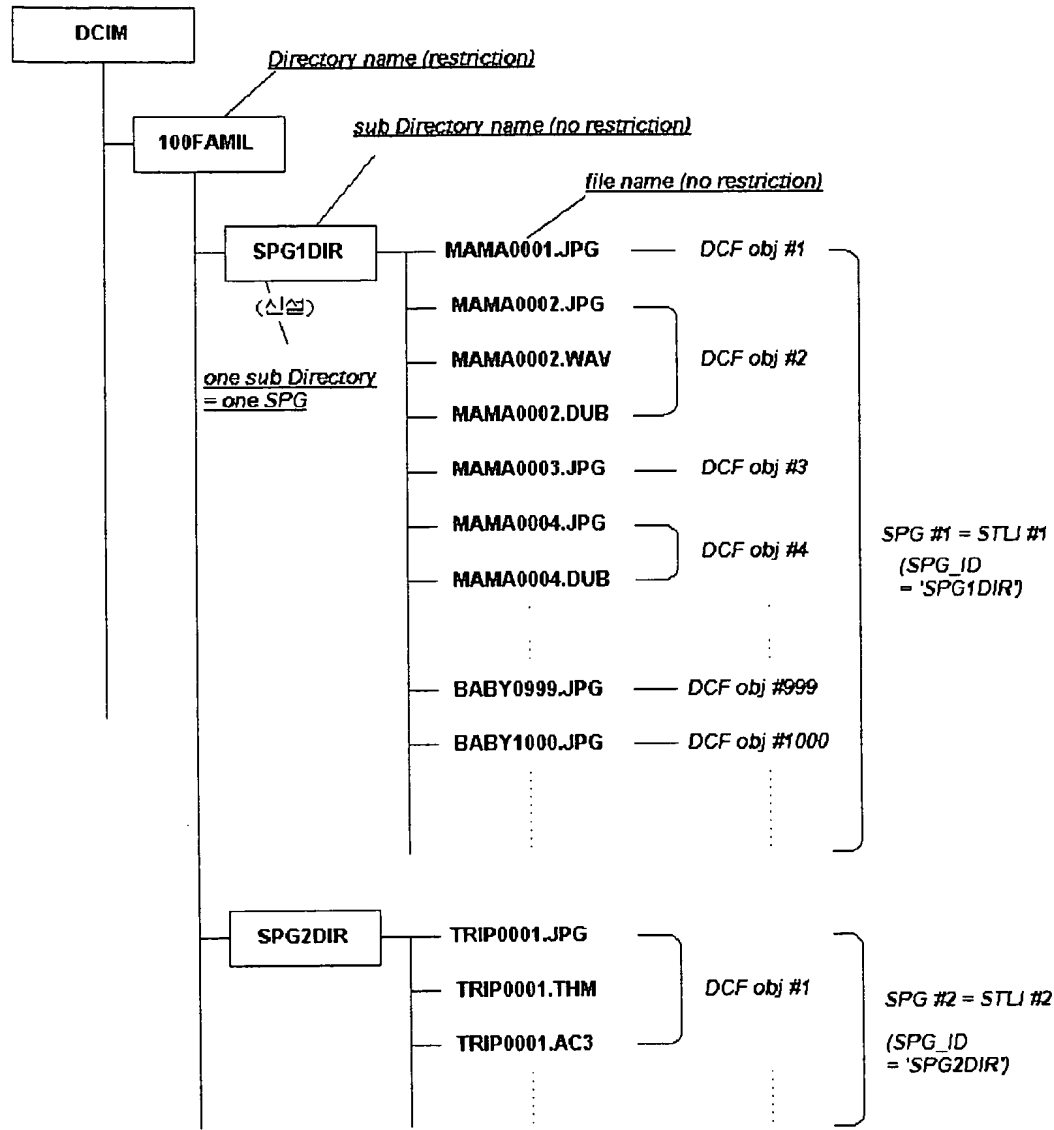 DCIM
Directory name (restriction)
100FAMIL
sub Directory name (no restriction)
file name (no restriction)
SPG1DIR
(신설)
one sub Directory
= one SPG
MAMA0001.JPG
DCF obj #1
MAMA0002.JPG
MAMA0002.WAV
DCF obj #2
MAMA0002.DUB
MAMA0003.JPG
DCF obj #3
MAMA0004.JPG
DCF obj #4
MAMA0004.DUB
BABY0999.JPG
DCF obj #999
BABY1000.JPG
DCF obj #1000
SPG #1 = STLI #1
(SPG_ID
= 'SPG1DIR')
SPG2DIR
TRIP0001.JPG
TRIP0001.THM
DCF obj #1
TRIP0001.AC3
SPG #2 = STLI #2
(SPG_ID
= 'SPG2DIR')